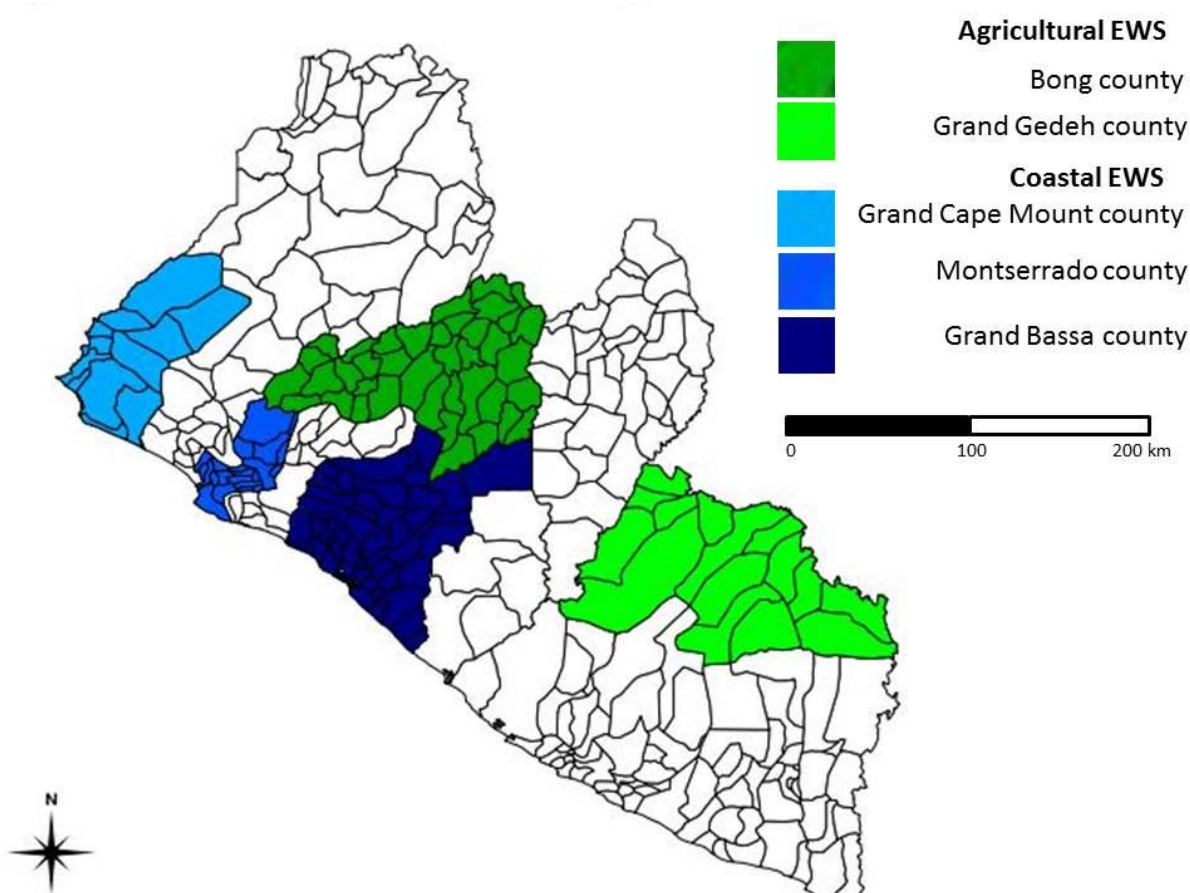 Agricultural EWS
Bong county
Grand Gedeh county
Coastal EWS
Grand Cape Mount county
Montserrado county
Grand Bassa county
0 100 200 km
N